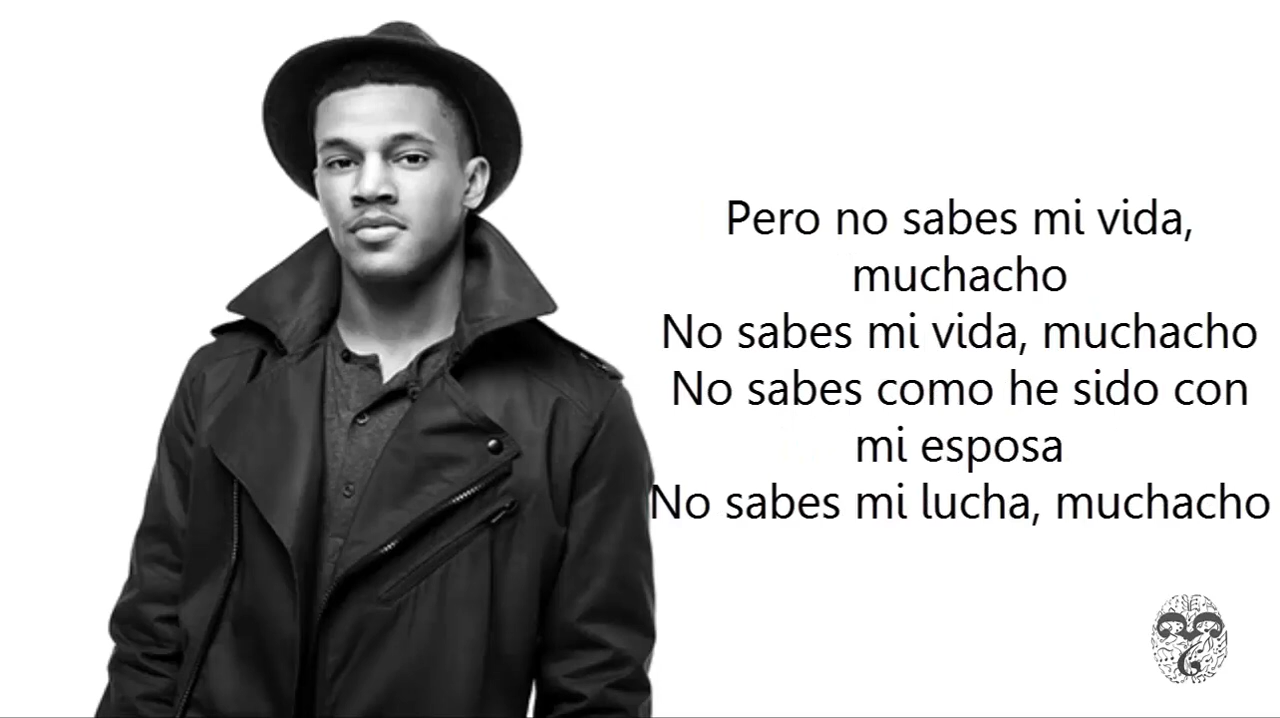 Pero no sabes mi vida,
muchacho
No sabes mi vida, muchacho
No sabes como he sido con
mi esposa
No sabes mi lucha, muchacho